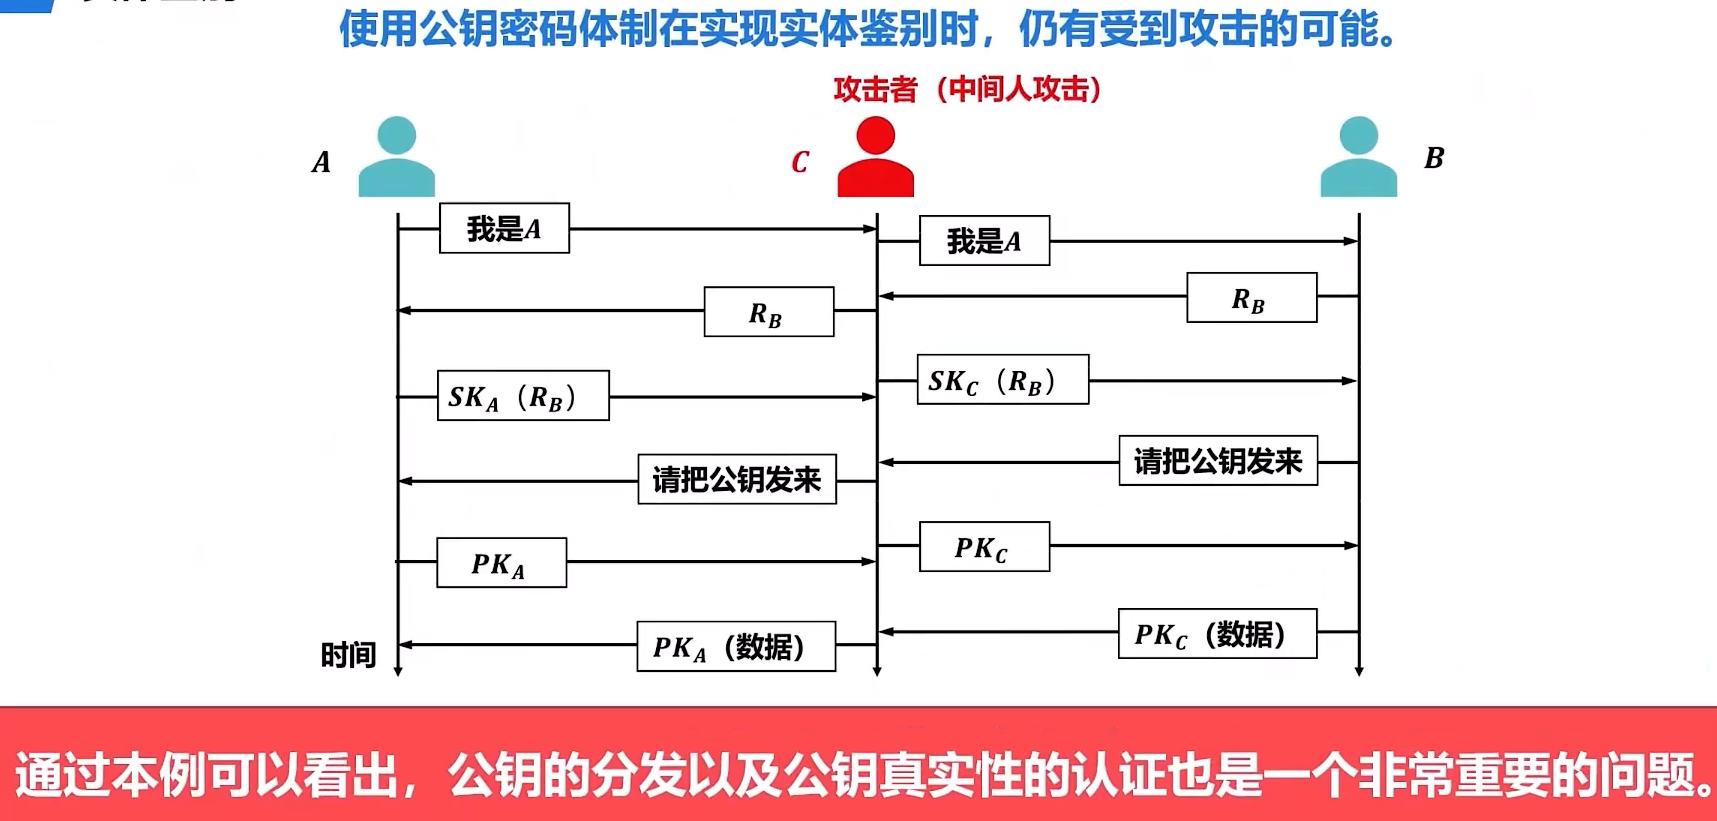 使用公钥密码体制在实现实体鉴别时，仍有受到攻击的可能。
攻击者（中间人攻击）
A
C
B
我是A
我是A
R_B
R_B
SK_A（R_B）
SK_C（R_B）
请把公钥发来
请把公钥发来
PK_A
PK_C
PK_A（数据）
PK_C（数据）
时间
通过本例可以看出，公钥的分发以及公钥真实性的认证也是一个非常重要的问题。